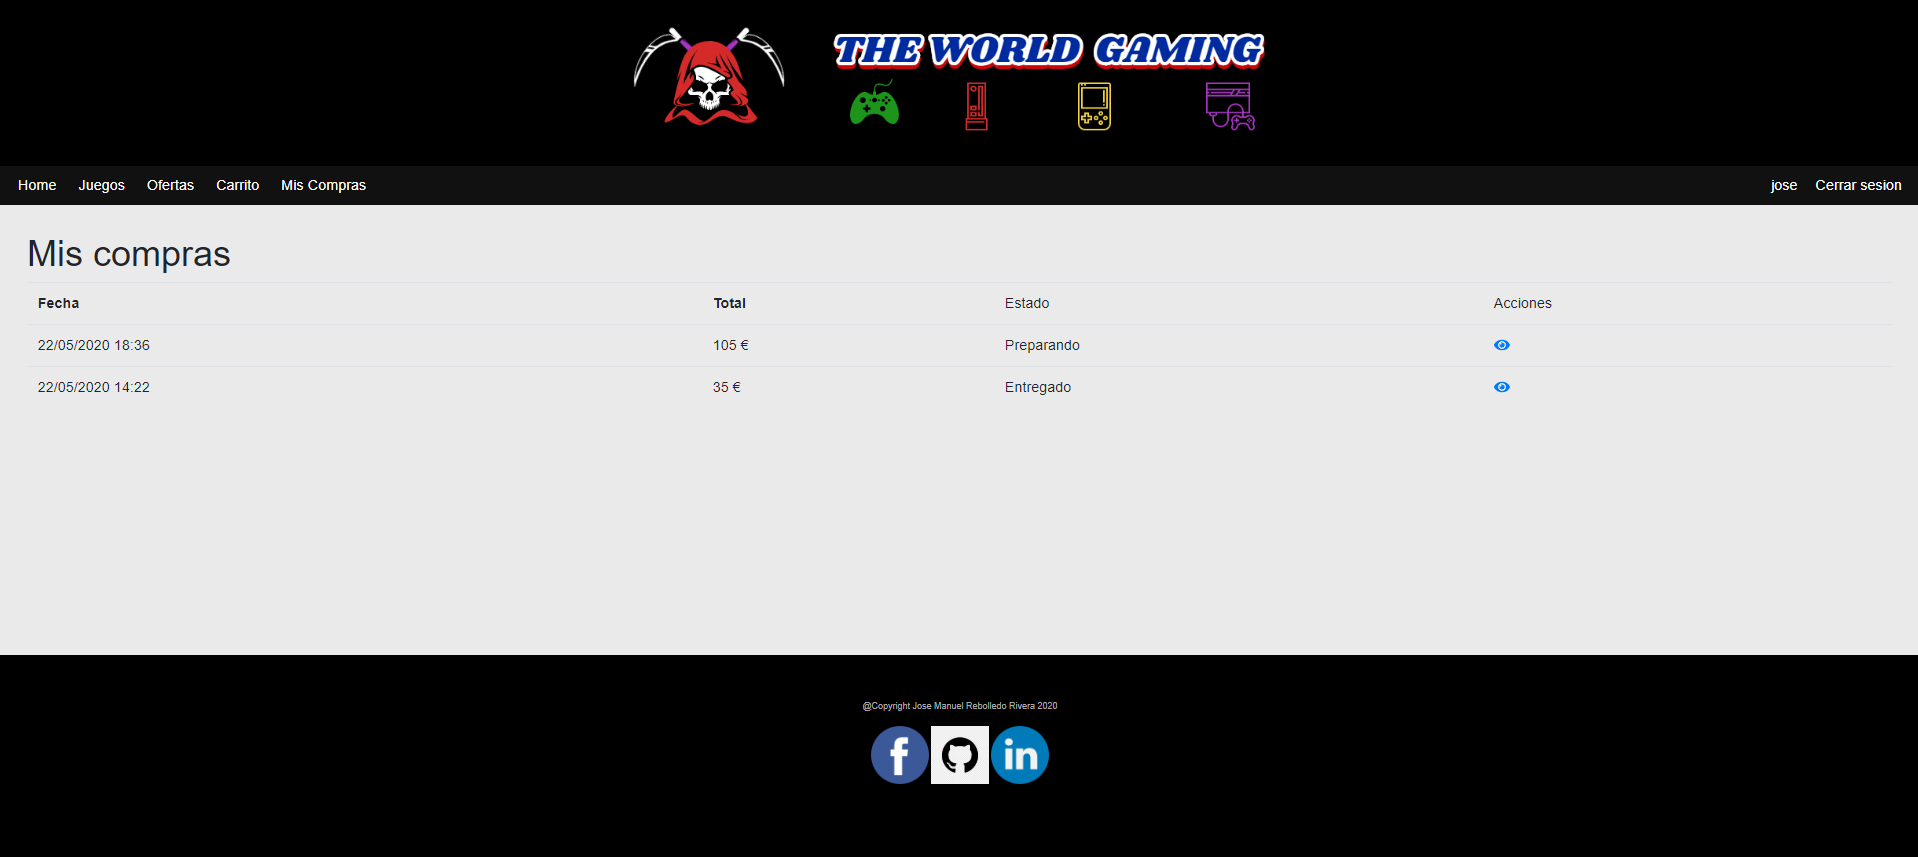 THE WORLD GAMING
Home Juegos Ofertas Carrito Mis Compras jose Cerrar sesion
Mis compras
Fecha Total Estado Acciones
22/05/2020 18:36 105 € Preparando
22/05/2020 14:22 35 € Entregado
@Copyright Jose Manuel Rebolledo Rivera 2020
f in